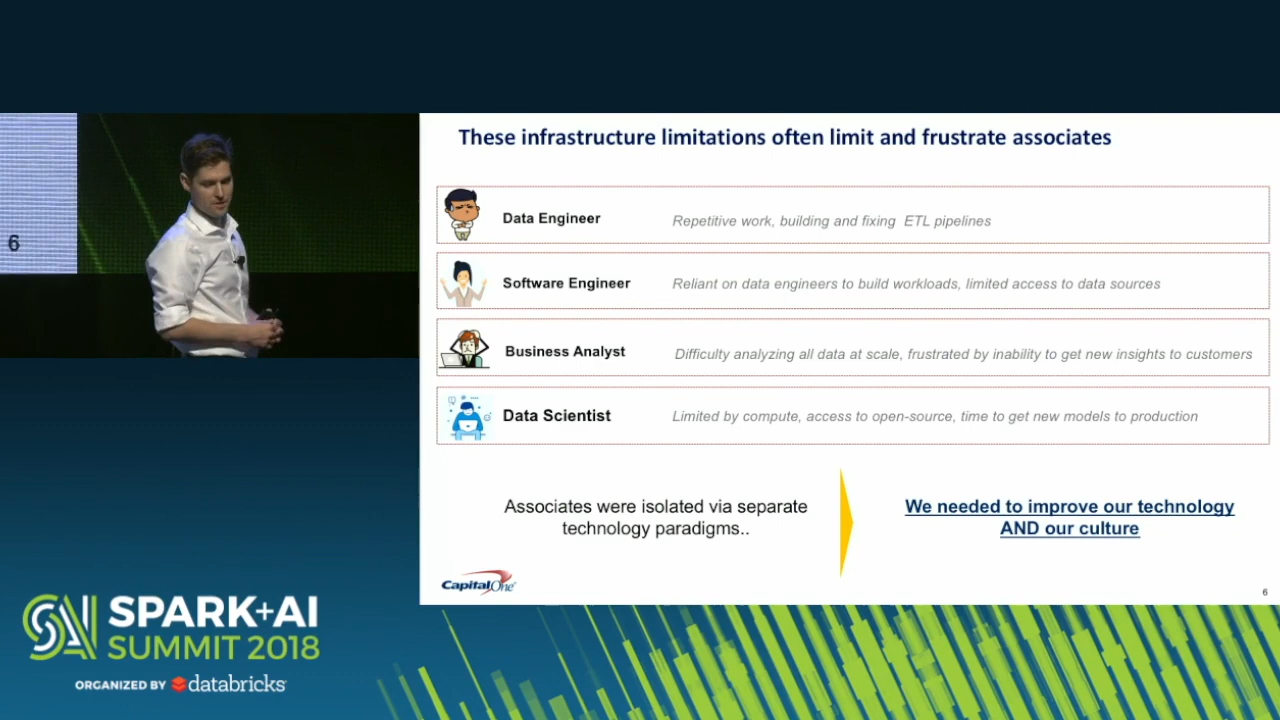 6
These infrastructure limitations often limit and frustrate associates
Data Engineer Repetitive work, building and fixing ETL pipelines
Software Engineer Reliant on data engineers to build workloads, limited access to data sources
Business Analyst Difficulty analyzing all data at scale, frustrated by inability to get new insights to customers
Data Scientist Limited by compute, access to open-source, time to get new models to production
Associates were isolated via separate
technology paradigms..
We needed to improve our technology
AND our culture
CapitalOne
6
SAI SPARK+AI
SUMMIT 2018
ORGANIZED BY databricks